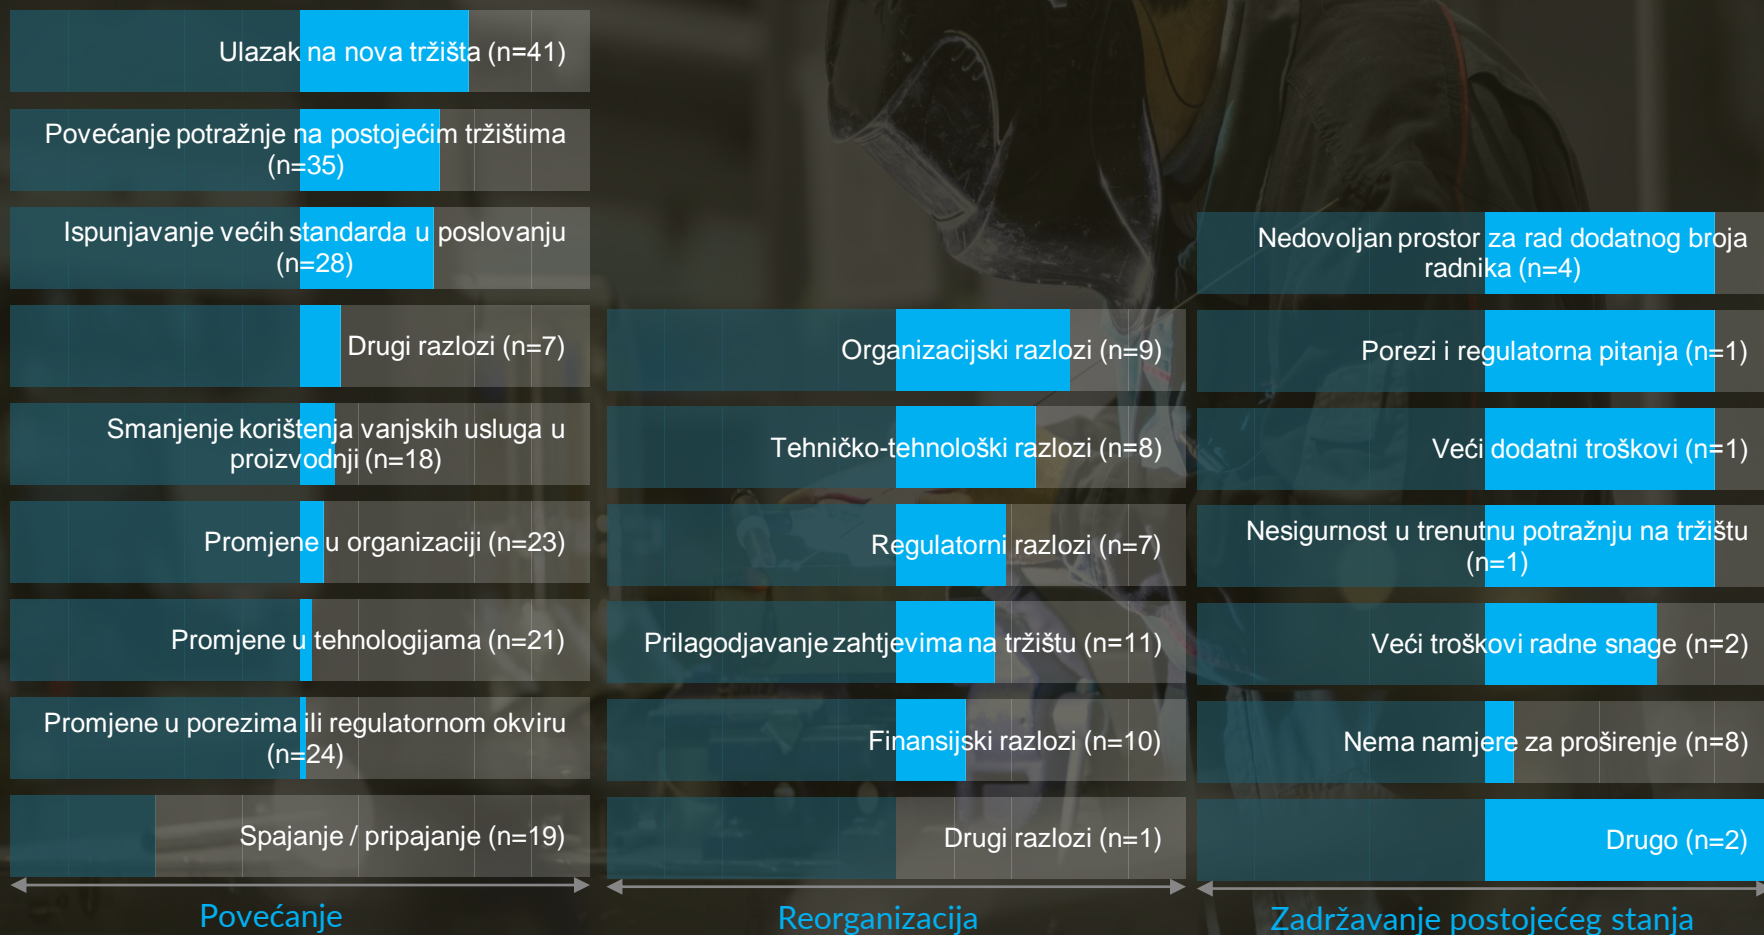 Ulazak na nova tržišta (n=41)
Povećanje potražnje na postojećim tržištima
(n=35)
Ispunjavanje većih standarda u poslovanju
(n=28)
Drugi razlozi (n=7)
Smanjenje korištenja vanjskih usluga u
proizvodnji (n=18)
Promjene u organizaciji (n=23)
Promjene u tehnologijama (n=21)
Promjene u porezima ili regulatornom okviru
(n=24)
Spajanje / pripajanje (n=19)
Povećanje
Organizacijski razlozi (n=9)
Tehničko-tehnološki razlozi (n=8)
Regulatorni razlozi (n=7)
Prilagodjavanje zahtjevima na tržištu (n=11)
Finansijski razlozi (n=10)
Drugi razlozi (n=1)
Reorganizacija
Nedovoljan prostor za rad dodatnog broja
radnika (n=4)
Porezi i regulatorna pitanja (n=1)
Veći dodatni troškovi (n=1)
Nesigurnost u trenutnu potražnju na tržištu
(n=1)
Veći troškovi radne snage (n=2)
Nema namjere za proširenje (n=8)
Drugo (n=2)
Zadržavanje postojećeg stanja